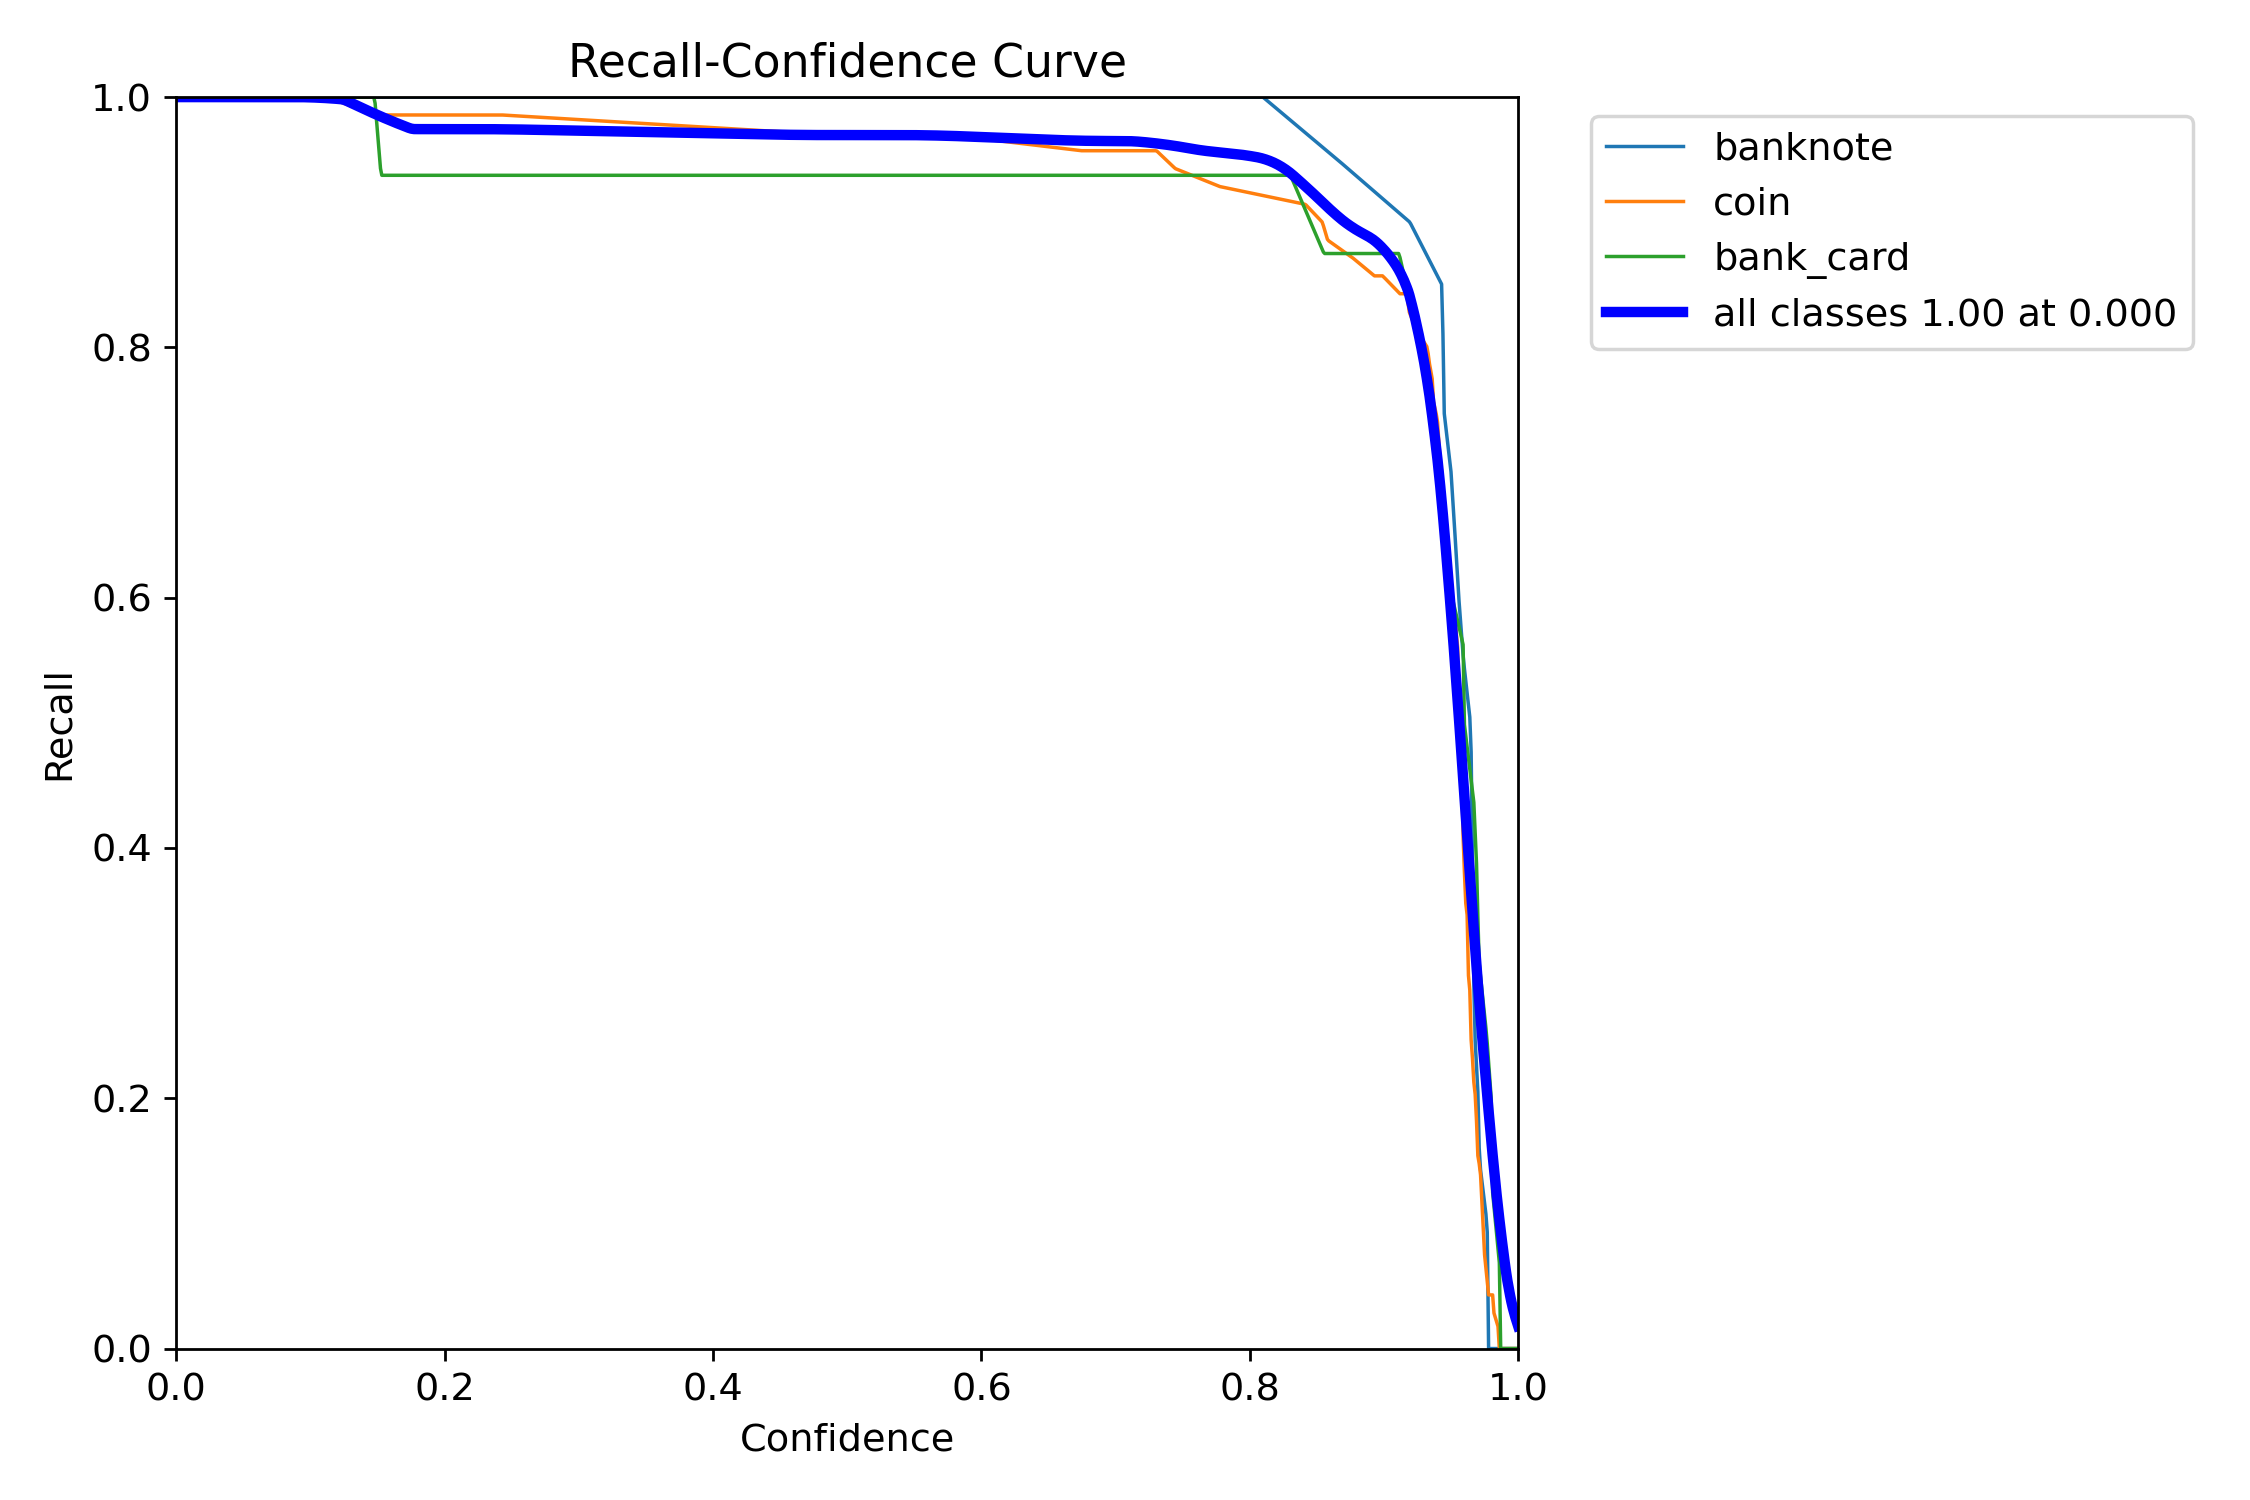 Recall-Confidence Curve
1.0
0.8
0.6
0.4
0.2
0.0
Recall
0.0 0.2 0.4 0.6 0.8 1.0
Confidence
banknote
coin
bank_card
all classes 1.00 at 0.000